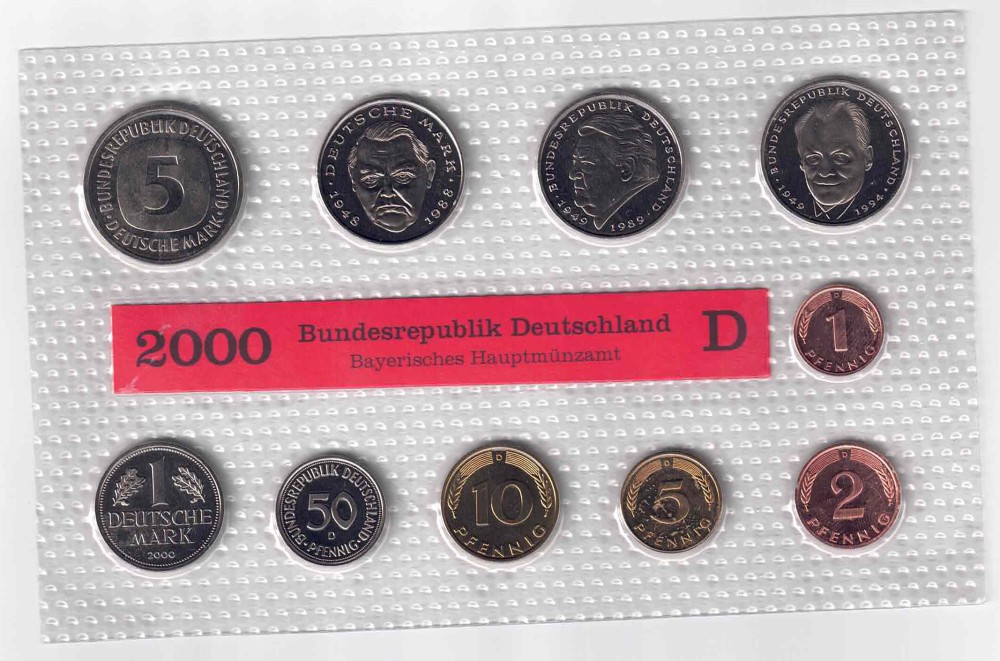 · BUNDESREPUBLIK DEUTSCHLAND ·
5
DEUTSCHE MARK
· DEUTSCHE MARK ·
1948 1988
· BUNDESREPUBLIK DEUTSCHLAND ·
1949 1989
· BUNDESREPUBLIK DEUTSCHLAND ·
1949 1994
2000 Bundesrepublik Deutschland D
Bayerisches Hauptmünzamt
D
1
PFENNIG
1
DEUTSCHE
MARK
2000
BUNDESREPUBLIK DEUTSCHLAND
50
D
· PFENNIG ·
D
10
PFENNIG
D
5
PFENNIG
D
2
PFENNIG